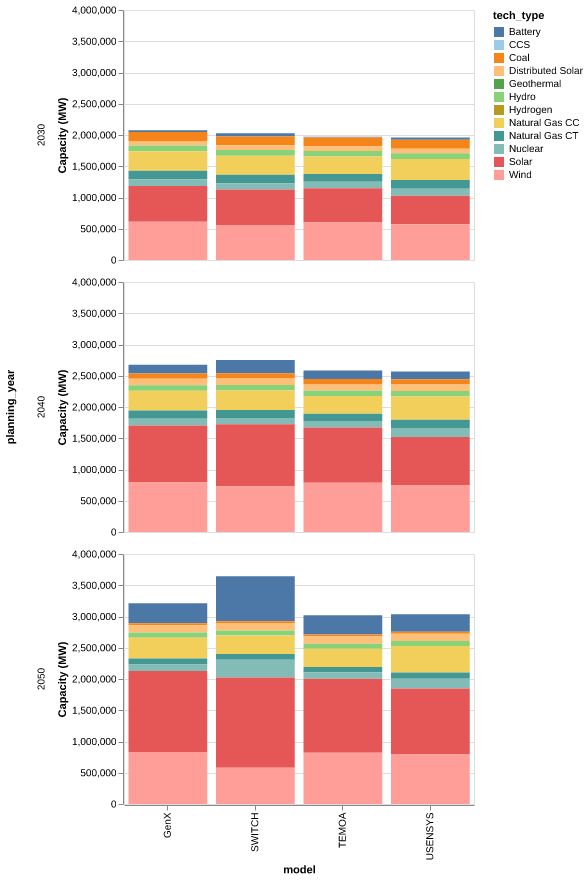 tech_type
Battery
CCS
Coal
Distributed Solar
Geothermal
Hydro
Hydrogen
Natural Gas CC
Natural Gas CT
Nuclear
Solar
Wind
planning_year
2030
Capacity (MW)
4,000,000
3,500,000
3,000,000
2,500,000
2,000,000
1,500,000
1,000,000
500,000
0
2040
Capacity (MW)
4,000,000
3,500,000
3,000,000
2,500,000
2,000,000
1,500,000
1,000,000
500,000
0
2050
Capacity (MW)
4,000,000
3,500,000
3,000,000
2,500,000
2,000,000
1,500,000
1,000,000
500,000
0
GenX
SWITCH
TEMOA
USENSYS
model